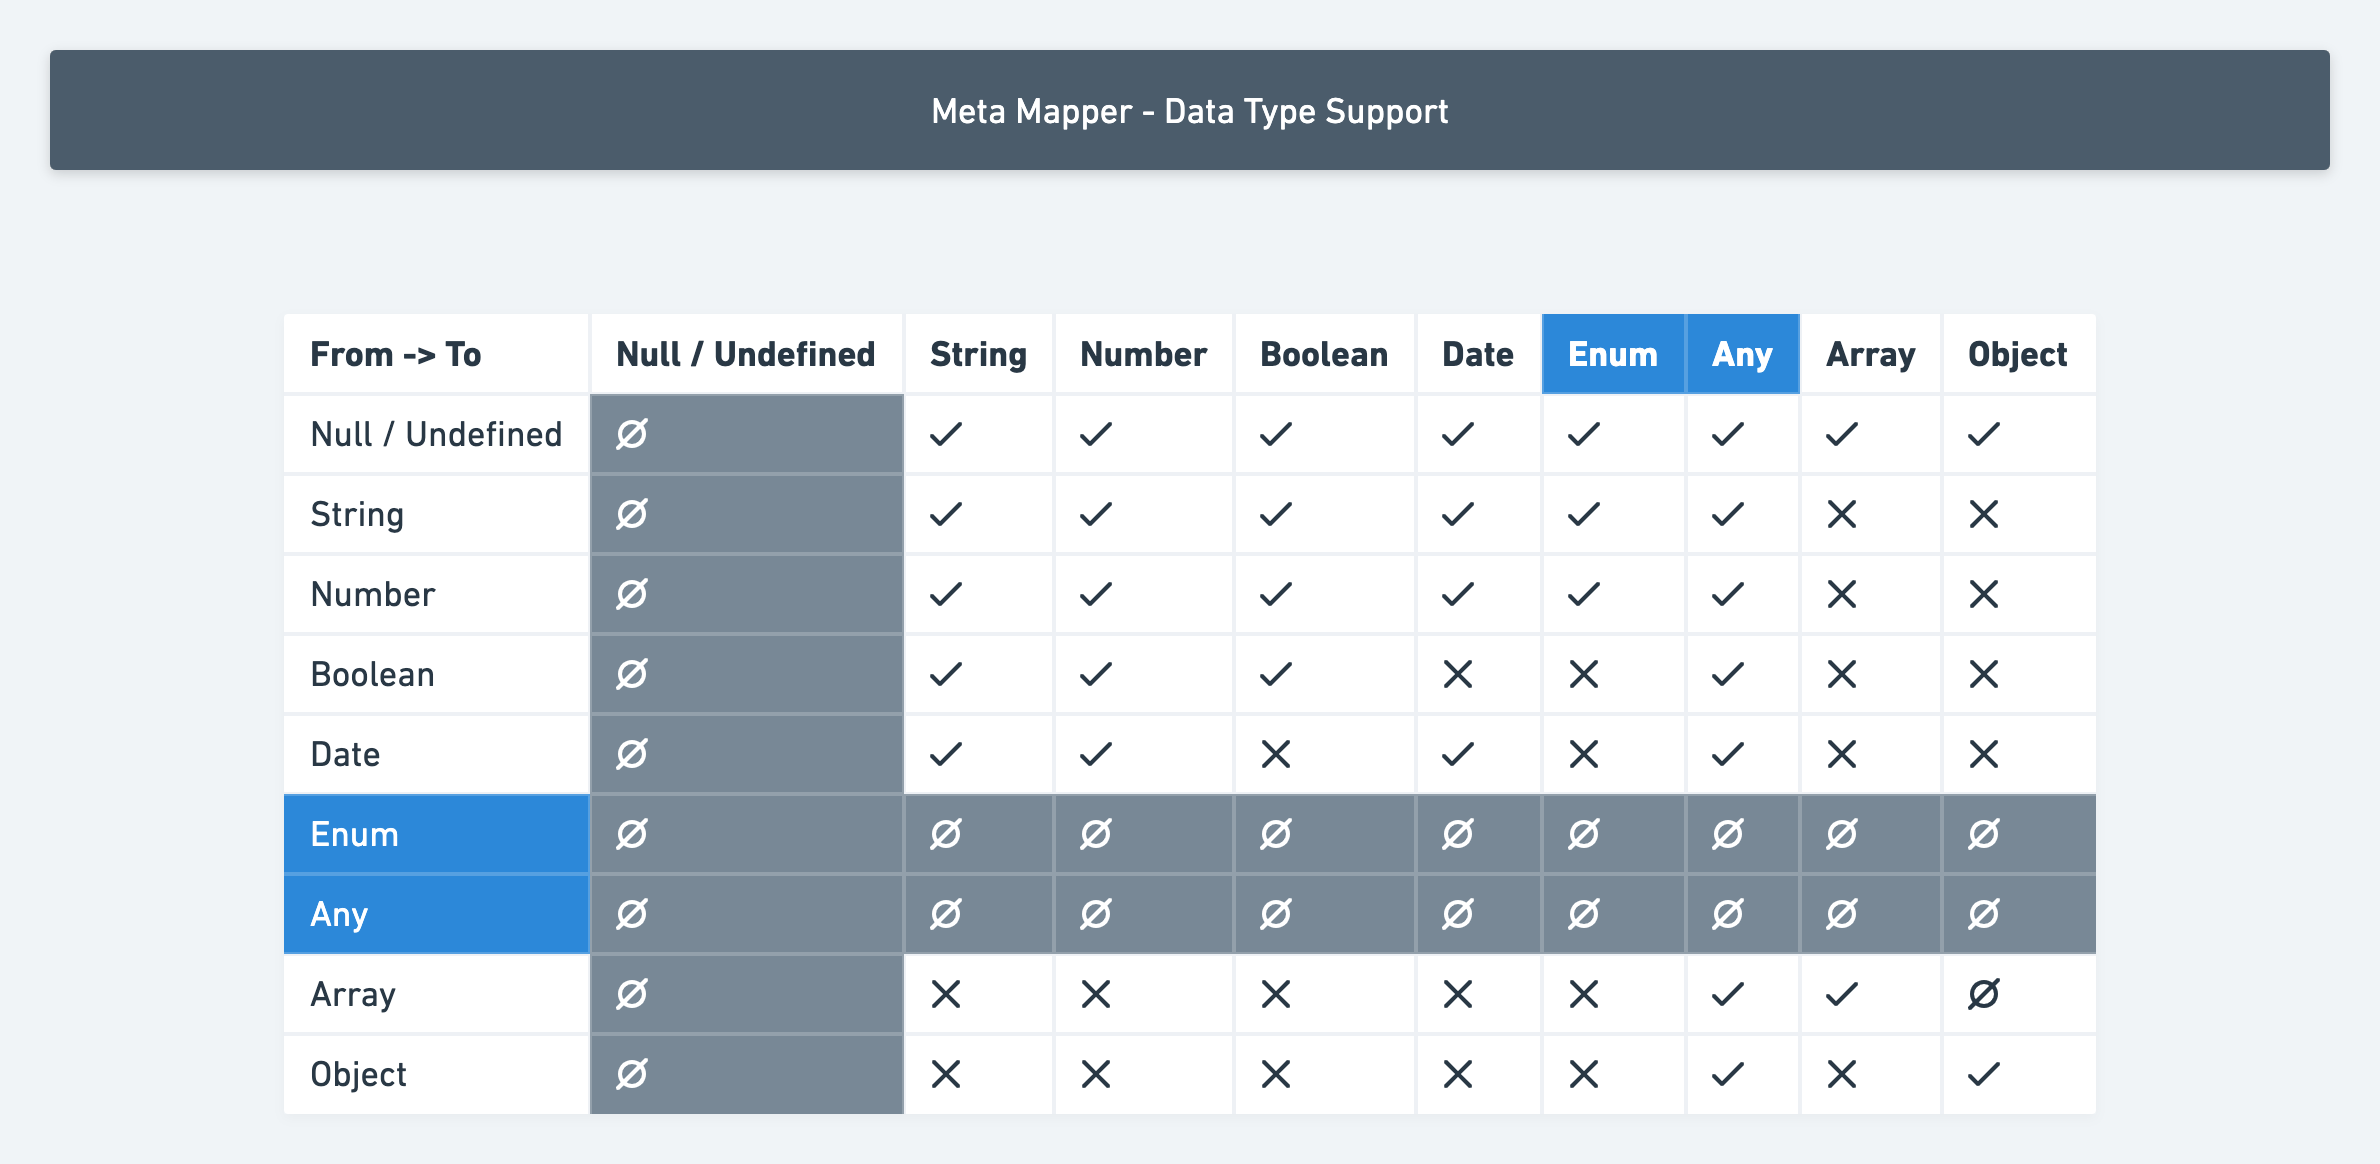 Meta Mapper - Data Type Support
From -> To Null / Undefined String Number Boolean Date Enum Any Array Object
Null / Undefined ∅ ✓ ✓ ✓ ✓ ✓ ✓ ✓ ✓
String ∅ ✓ ✓ ✓ ✓ ✓ ✓ ✕ ✕
Number ∅ ✓ ✓ ✓ ✓ ✓ ✓ ✕ ✕
Boolean ∅ ✓ ✓ ✓ ✕ ✕ ✓ ✕ ✕
Date ∅ ✓ ✓ ✕ ✓ ✕ ✓ ✕ ✕
Enum ∅ ∅ ∅ ∅ ∅ ∅ ∅ ∅ ∅
Any ∅ ∅ ∅ ∅ ∅ ∅ ∅ ∅ ∅
Array ∅ ✕ ✕ ✕ ✕ ✕ ✓ ✓ ∅
Object ∅ ✕ ✕ ✕ ✕ ✕ ✓ ✕ ✓